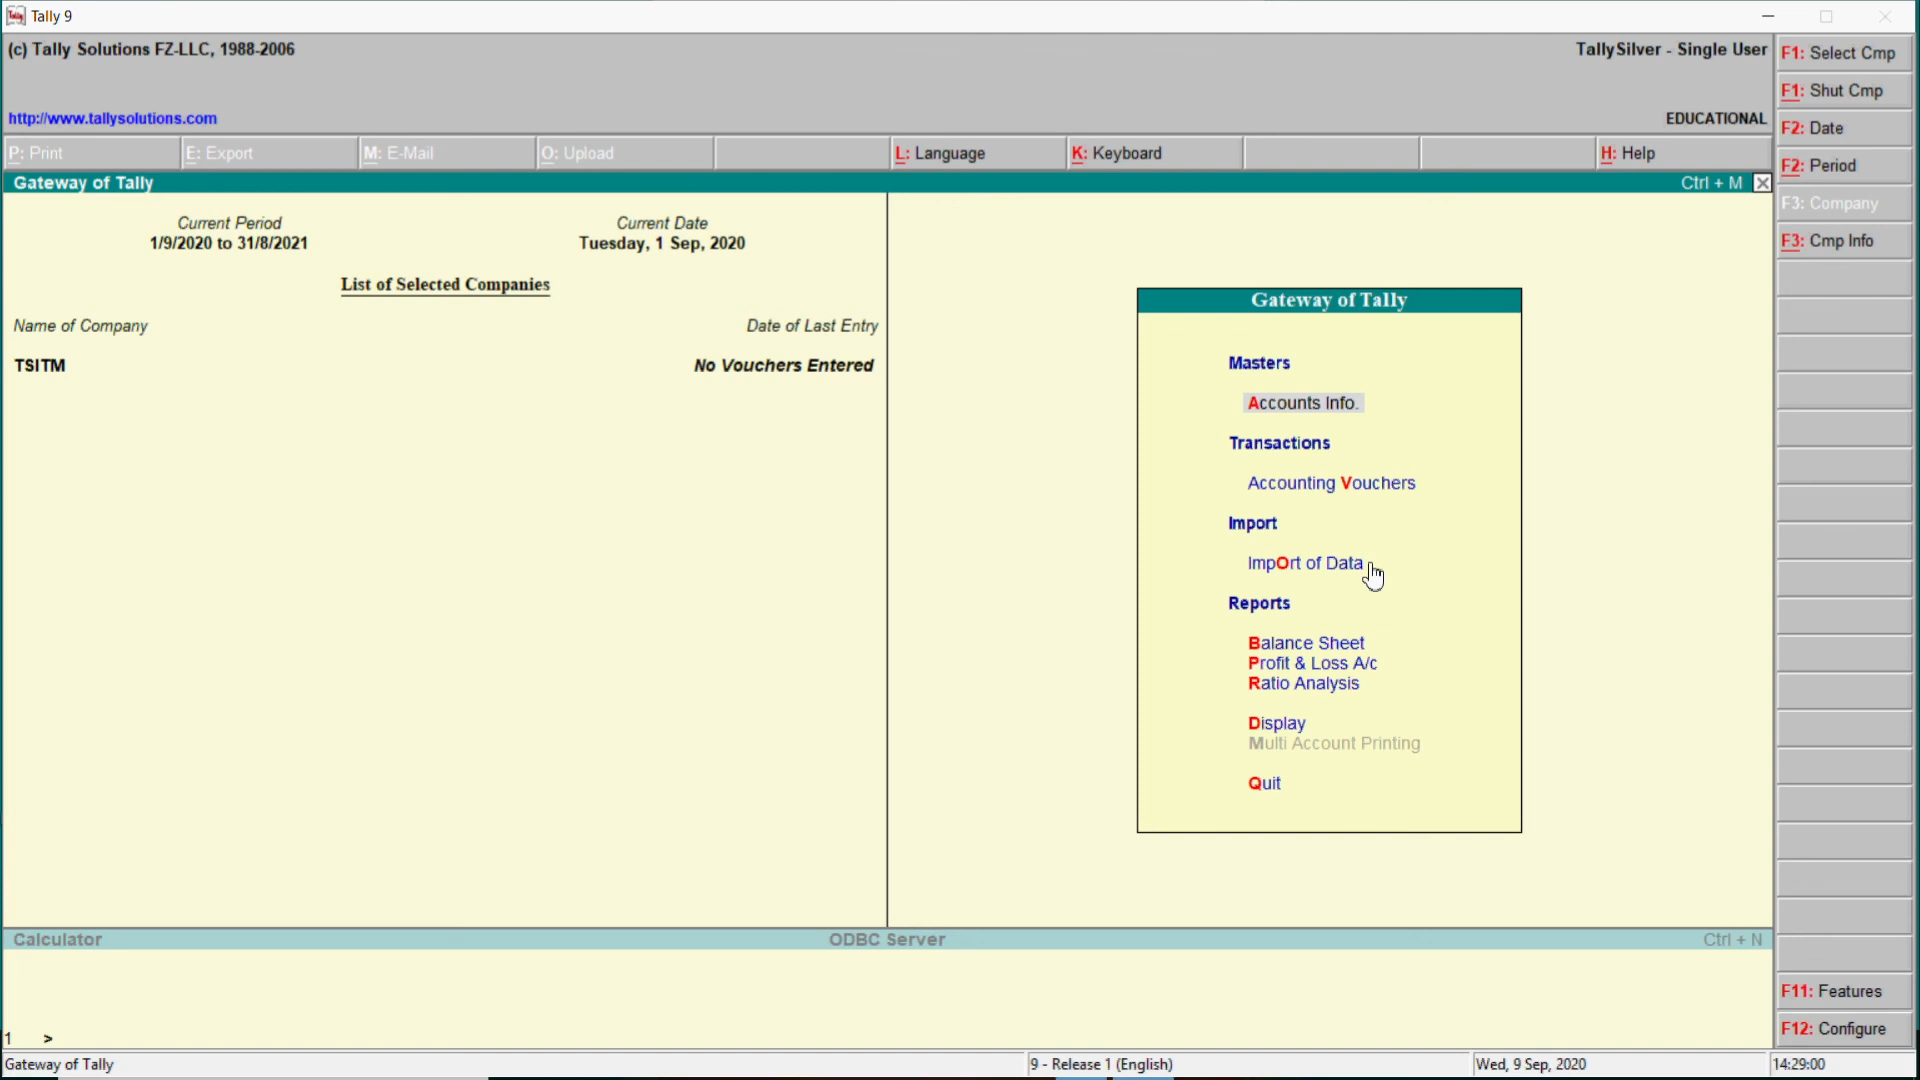 Tally 9
(c) Tally Solutions FZ-LLC, 1988-2006
TallySilver - Single User
http://www.tallysolutions.com
EDUCATIONAL
P: Print
E: Export
M: E-Mail
O: Upload
L: Language
K: Keyboard
H: Help
Gateway of Tally
Ctrl + M
Current Period
1/9/2020 to 31/8/2021
Current Date
Tuesday, 1 Sep, 2020
List of Selected Companies
Name of Company
Date of Last Entry
TSITM
No Vouchers Entered
Gateway of Tally
Masters
Accounts Info.
Transactions
Accounting Vouchers
Import
ImpOrt of Data
Reports
Balance Sheet
Profit & Loss A/c
Ratio Analysis
Display
Multi Account Printing
Quit
F1: Select Cmp
F1: Shut Cmp
F2: Date
F2: Period
F3: Company
F3: Cmp Info
F11: Features
F12: Configure
Calculator
ODBC Server
Ctrl + N
1 >
Gateway of Tally
9 - Release 1 (English)
Wed, 9 Sep, 2020
14:29:00